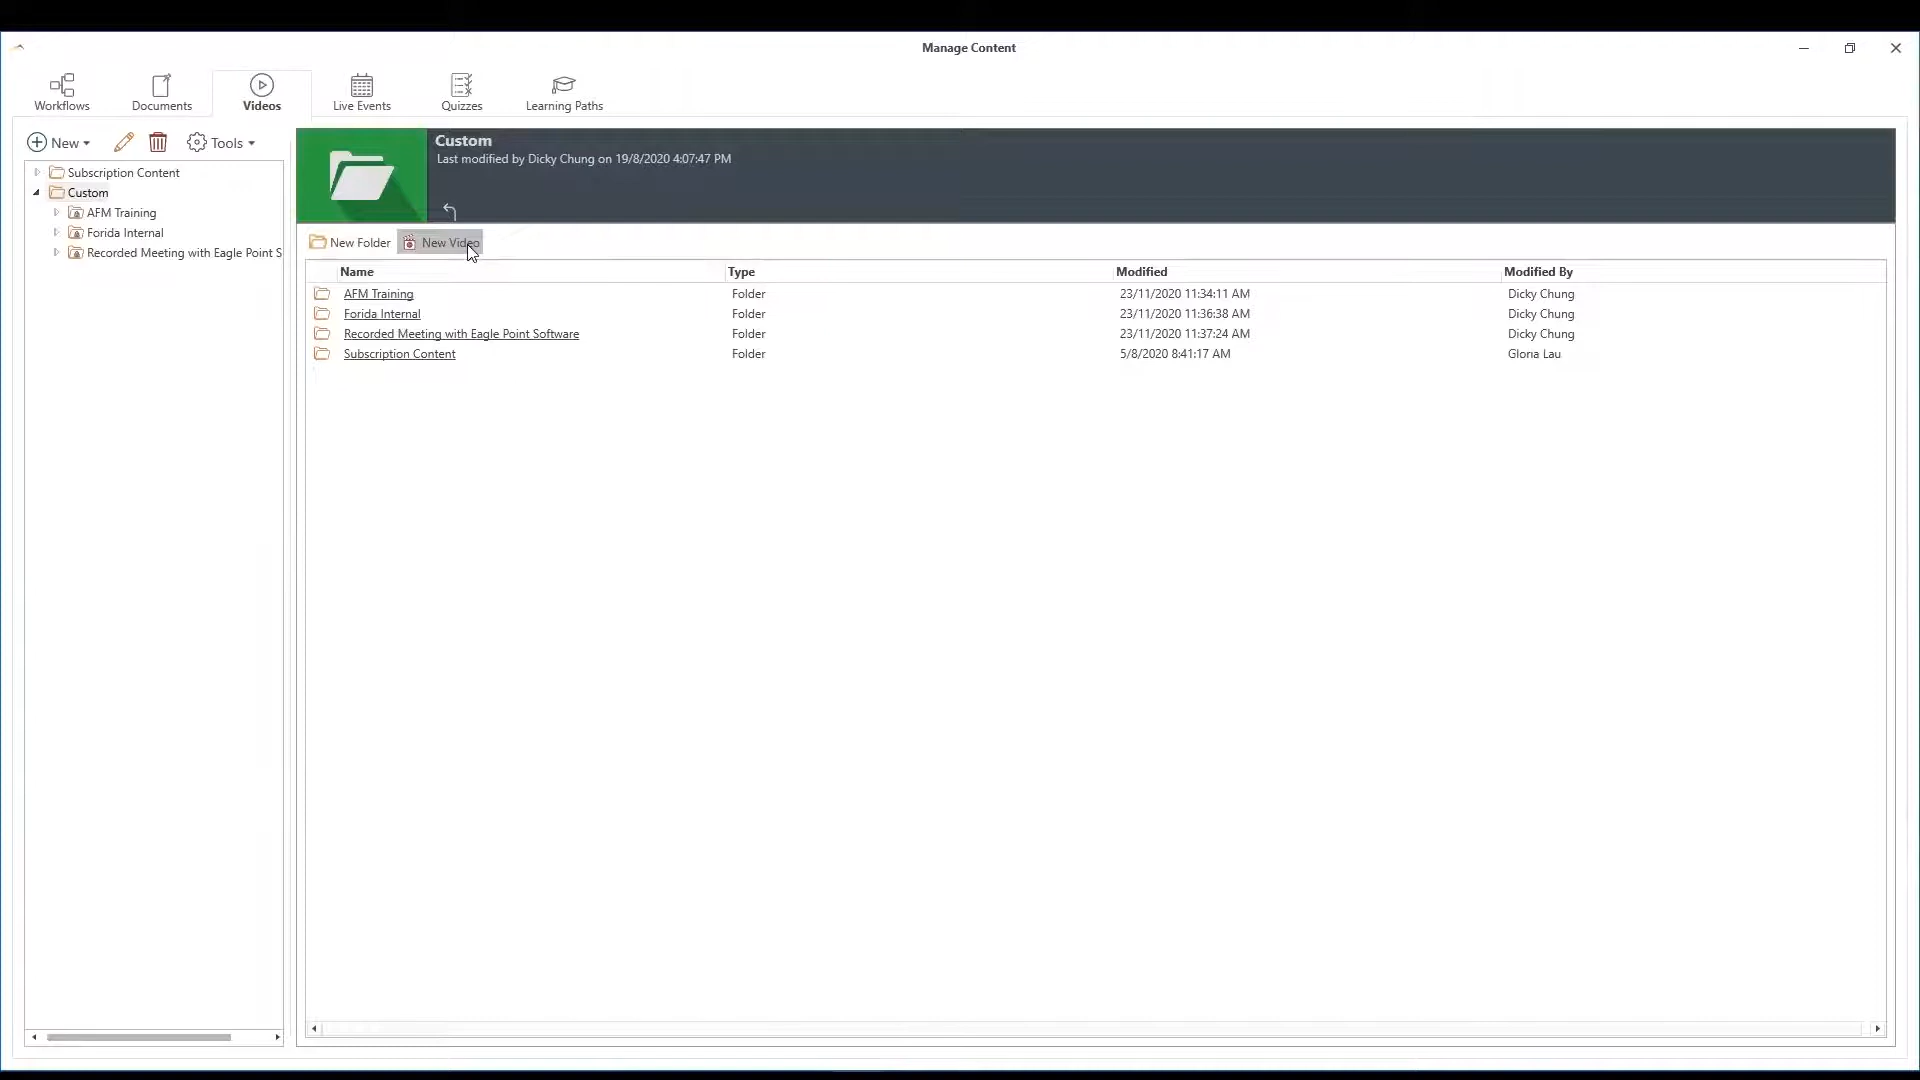 Manage Content
Workflows
Documents
Videos
Live Events
Quizzes
Learning Paths
New
Tools
Subscription Content
Custom
AFM Training
Forida Internal
Recorded Meeting with Eagle Point S
Custom
Last modified by Dicky Chung on 19/8/2020 4:07:47 PM
New Folder
New Video
Name Type Modified Modified By
AFM Training Folder 23/11/2020 11:34:11 AM Dicky Chung
Forida Internal Folder 23/11/2020 11:36:38 AM Dicky Chung
Recorded Meeting with Eagle Point Software Folder 23/11/2020 11:37:24 AM Dicky Chung
Subscription Content Folder 5/8/2020 8:41:17 AM Gloria Lau